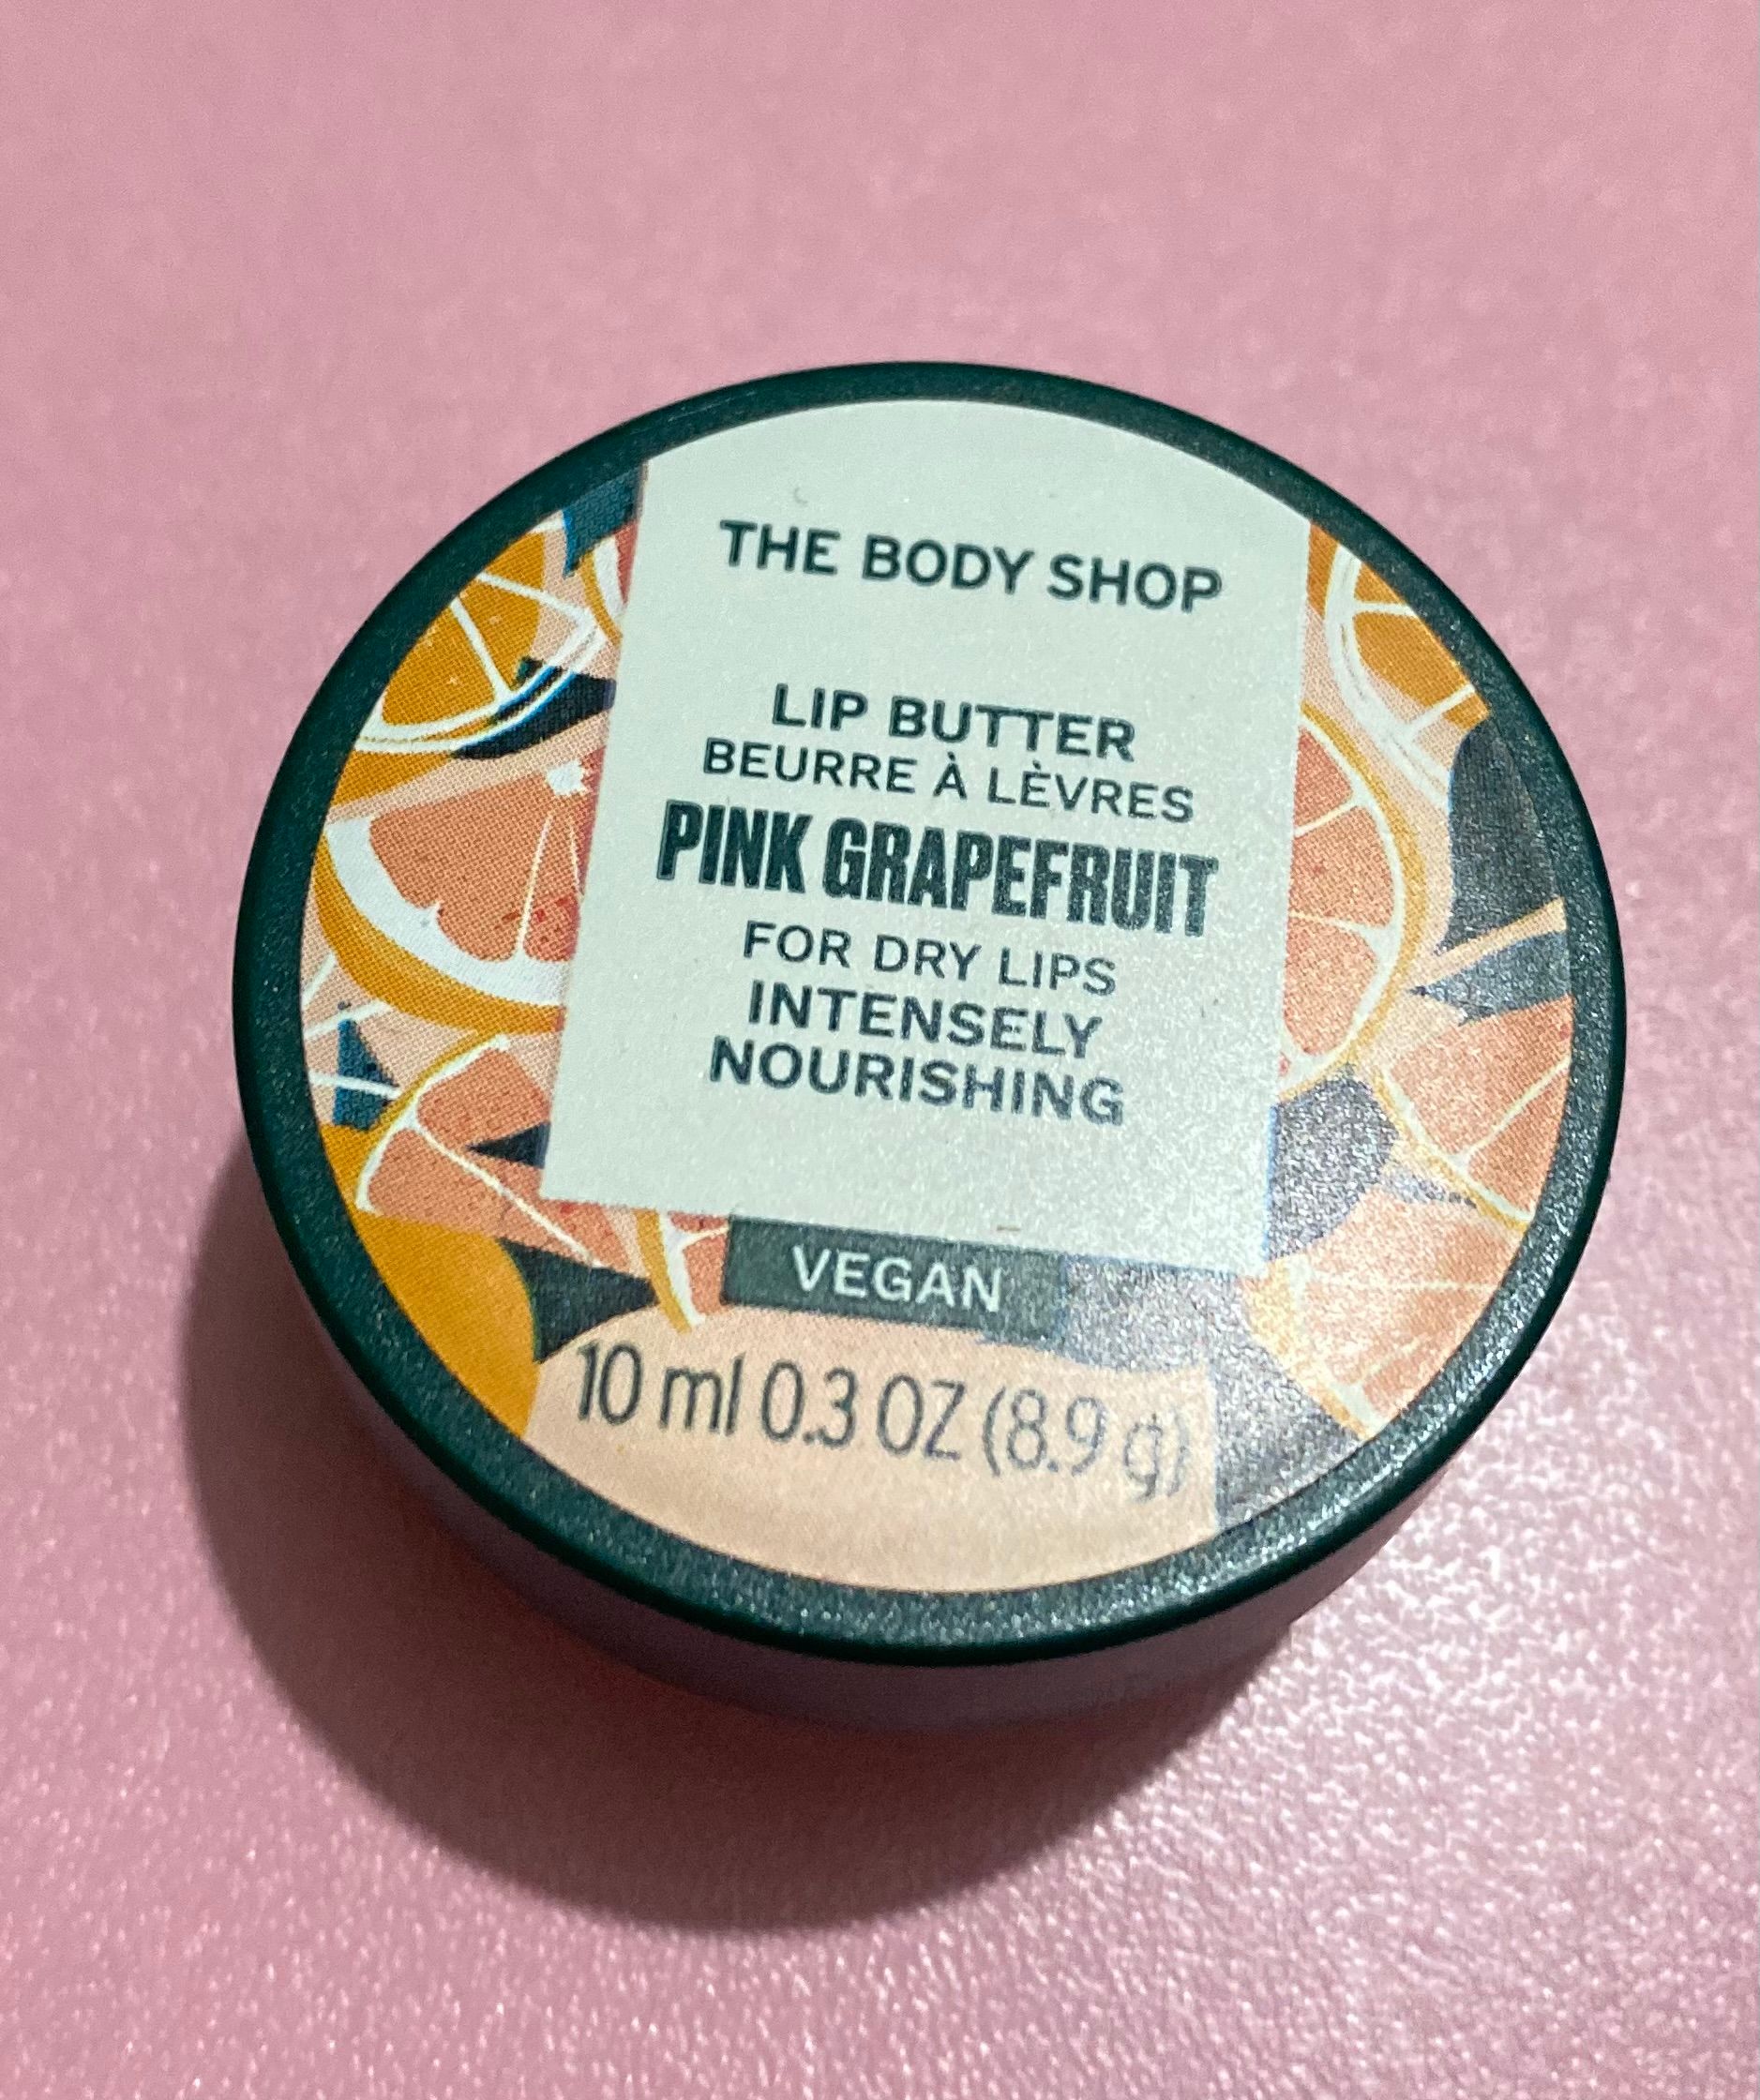 THE BODY SHOP
LIP BUTTER
BEURRE À LÈVRES
PINK GRAPEFRUIT
FOR DRY LIPS
INTENSELY
NOURISHING
VEGAN
10 ml 0.3 OZ (8.9 g)